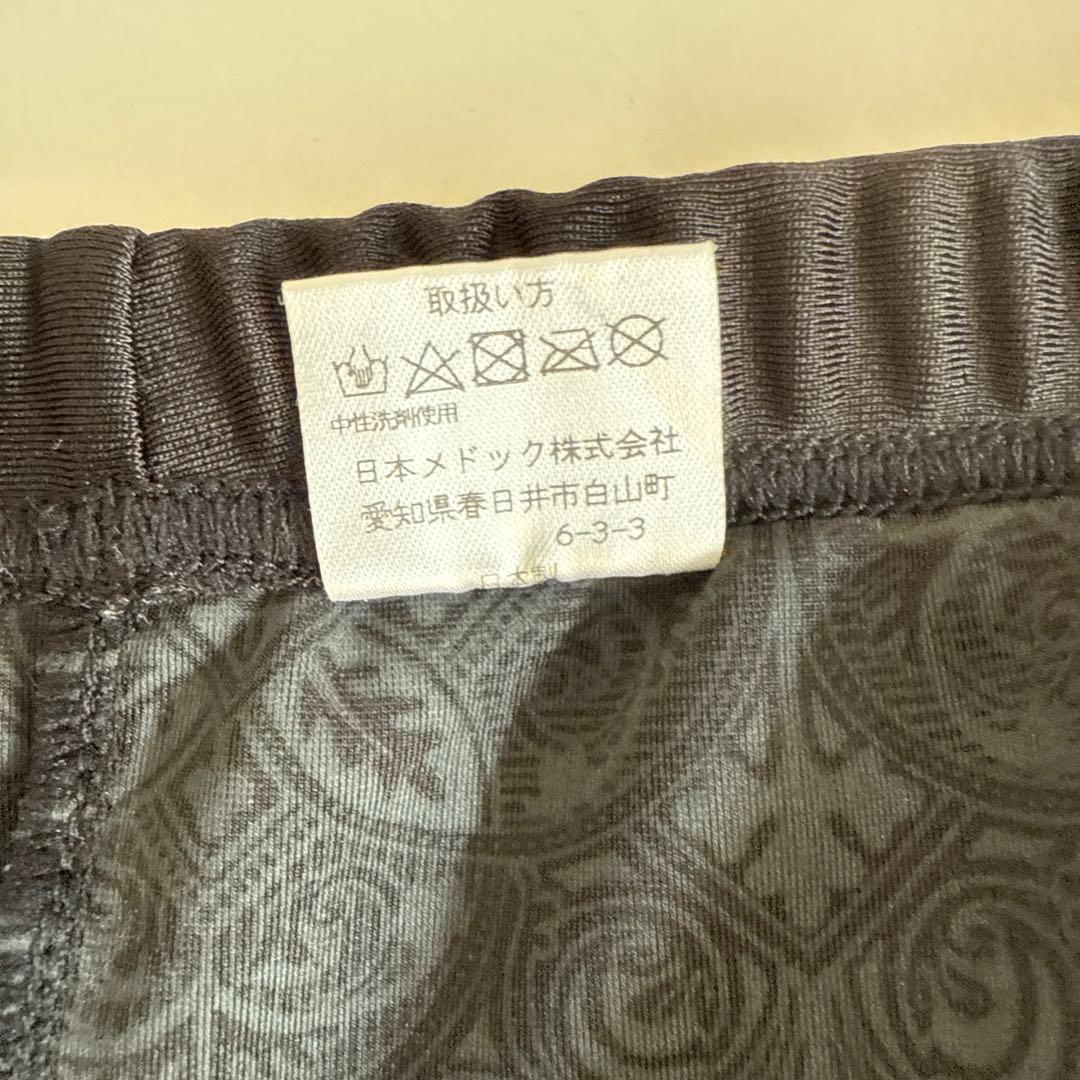 取扱い方
中性洗剤使用
日本メドック株式会社
愛知県春日井市白山町
6-3-3
日本製